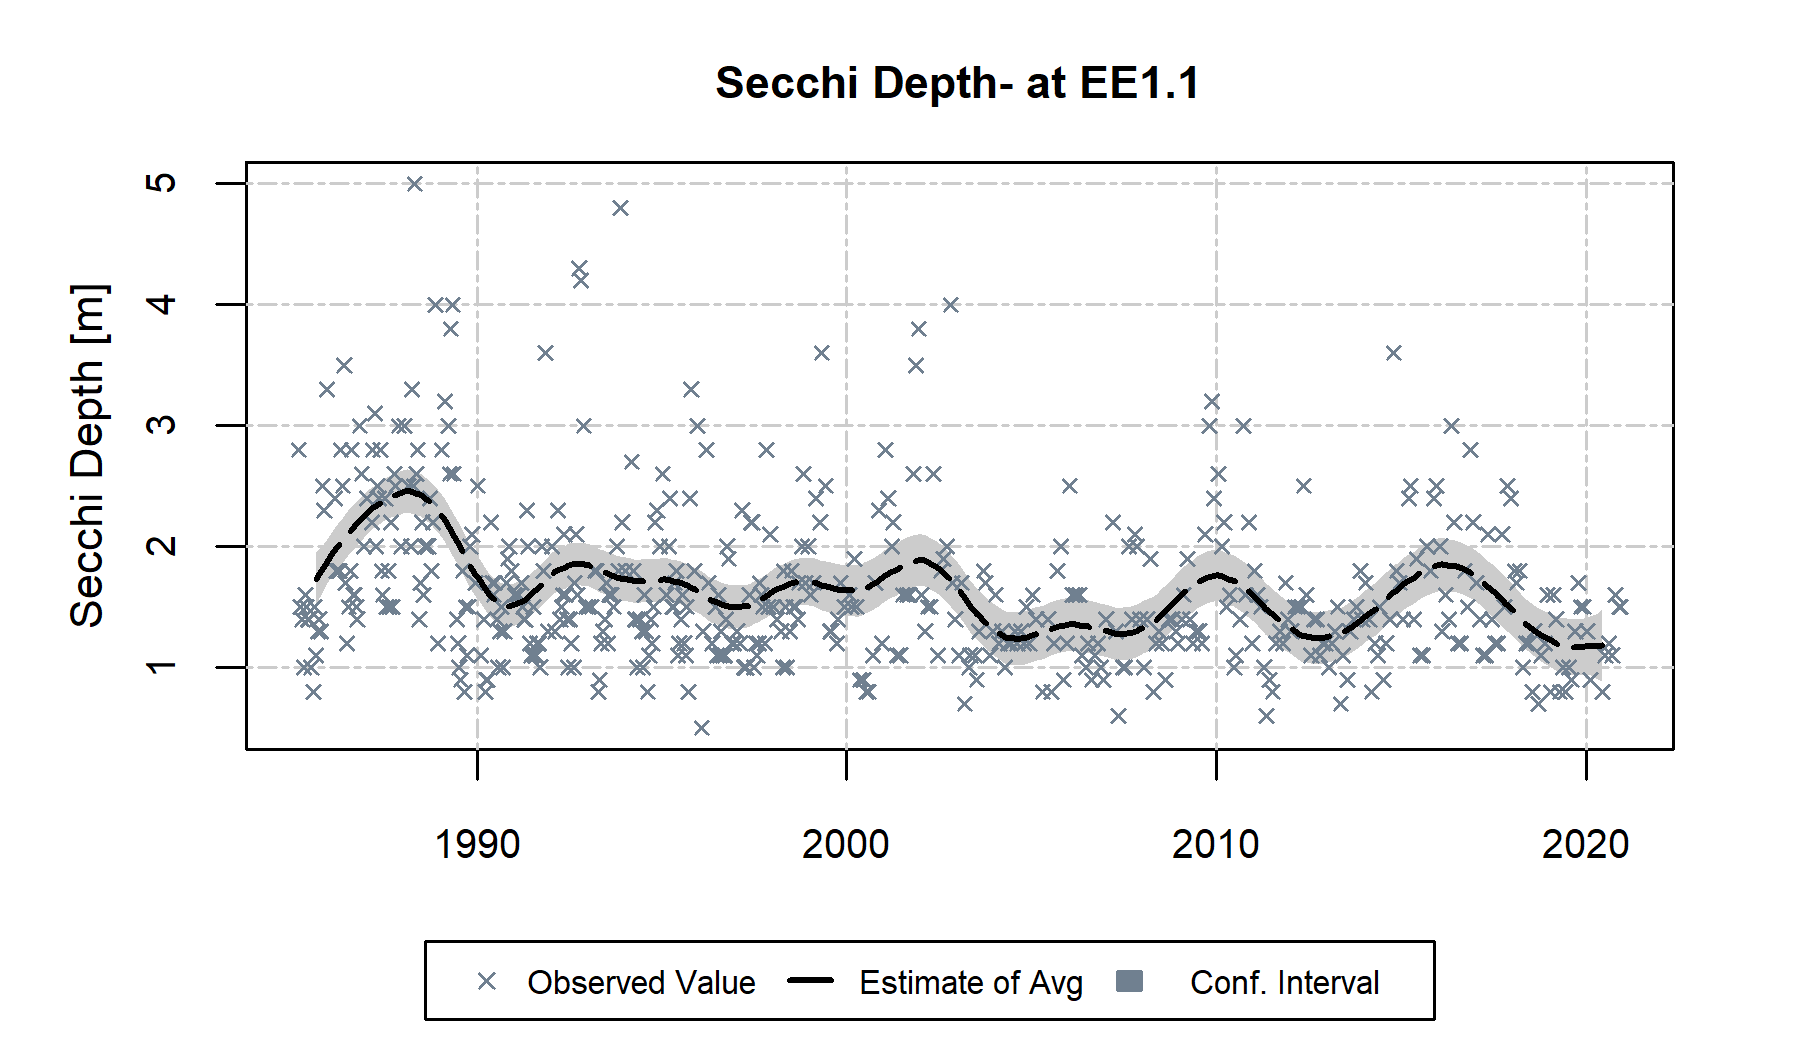 Secchi Depth- at EE1.1
Secchi Depth [m]
5
4
3
2
1
1990 2000 2010 2020
Observed Value Estimate of Avg Conf. Interval